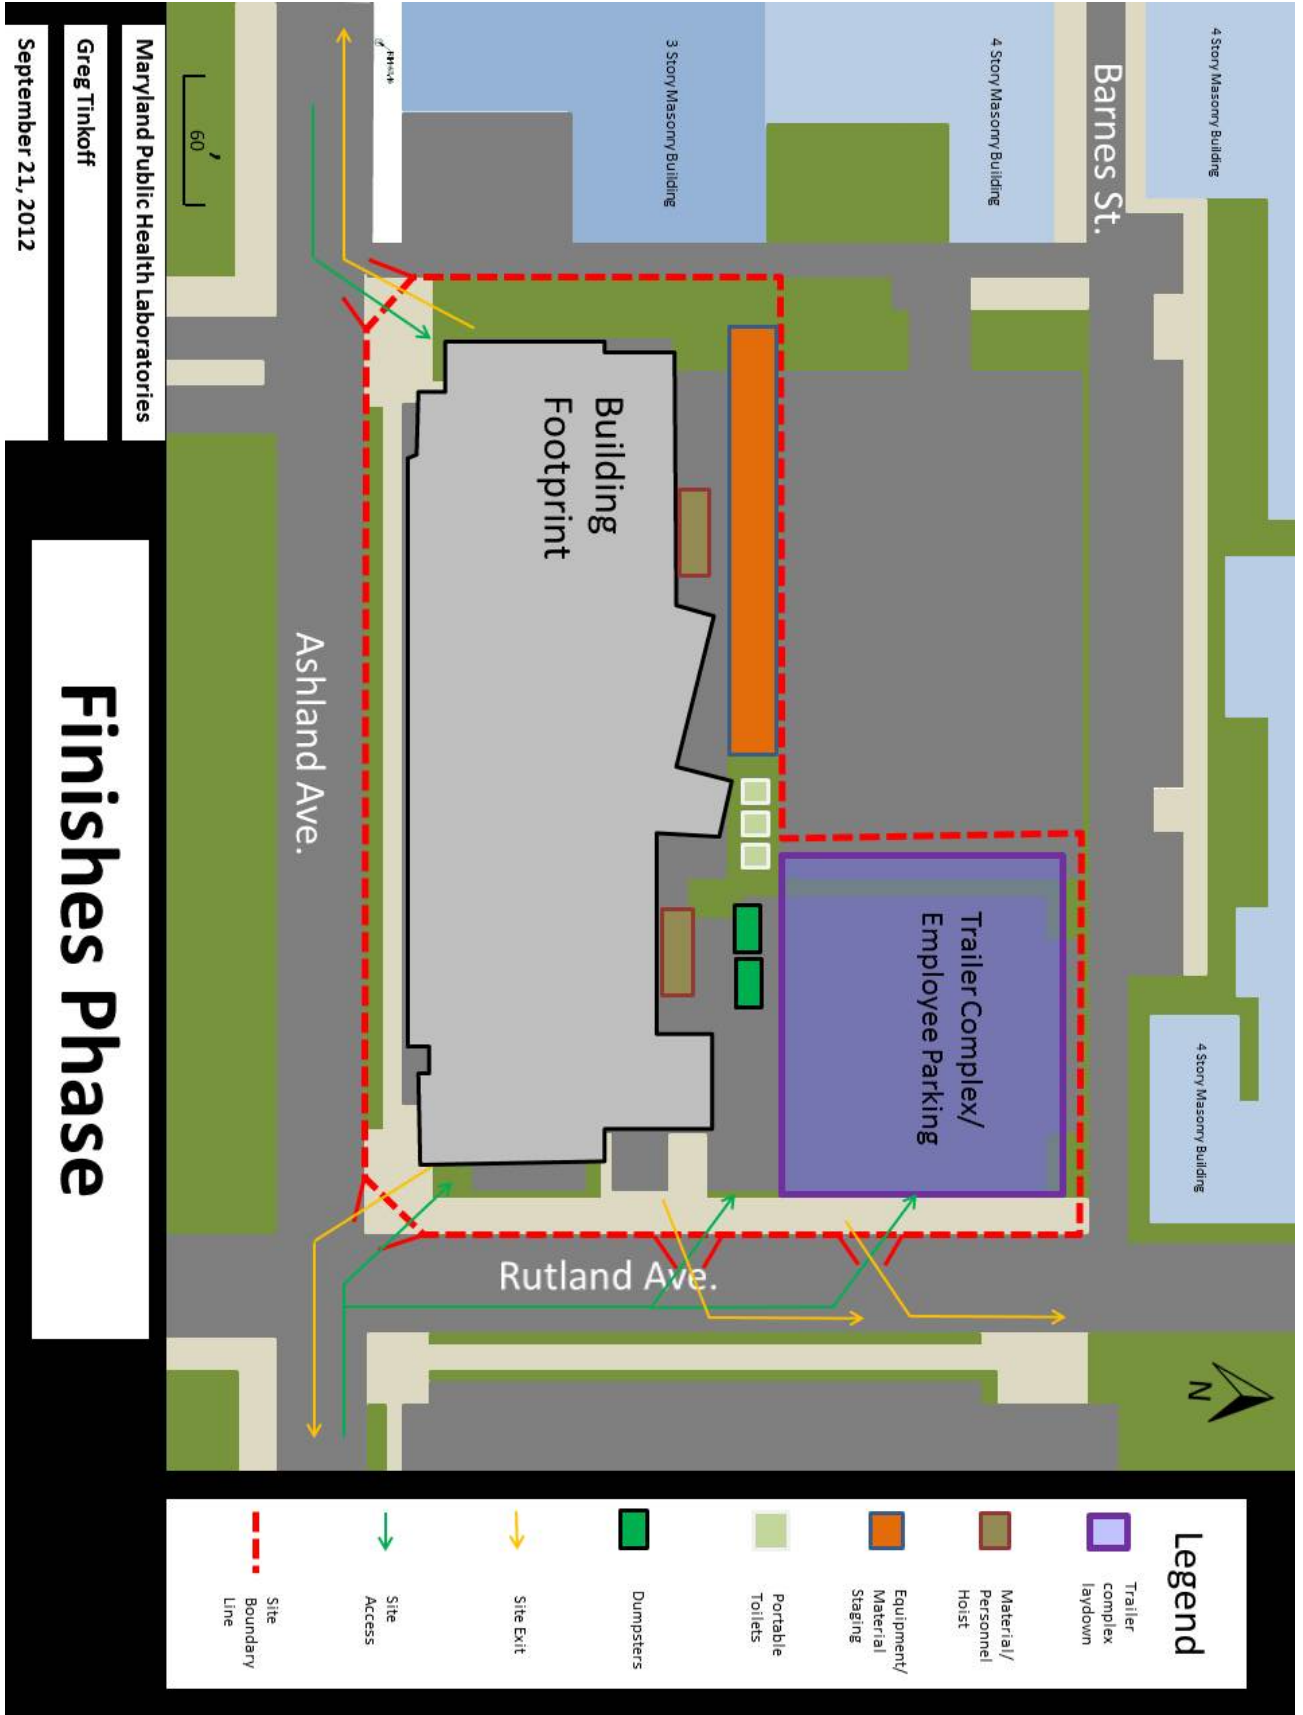 4 Story Masonry Building
Barnes St.
4 Story Masonry Building
3 Story Masonry Building
4 Story Masonry Building
Trailer Complex/
Employee Parking
Building
Footprint
Rutland Ave.
Ashland Ave.
N
60'
Legend
Trailer
complex
laydown
Material/
Personnel
Hoist
Equipment/
Material
Staging
Portable
Toilets
Dumpsters
Site Exit
Site
Access
Site
Boundary
Line
Maryland Public Health Laboratories
Greg Tinkoff
September 21, 2012
Finishes Phase